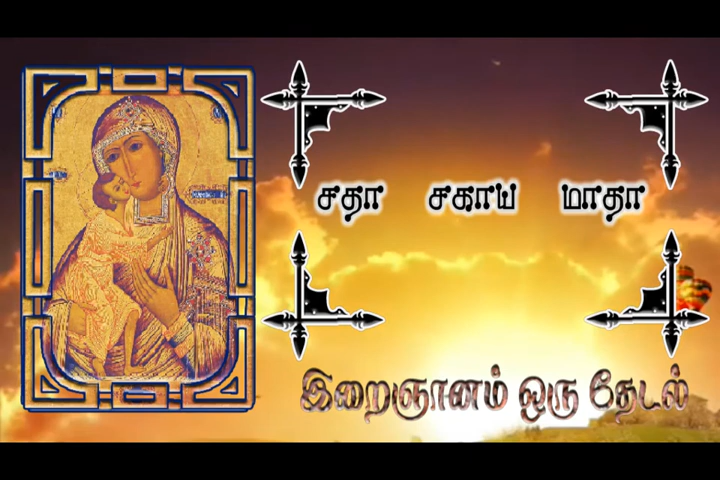 சதா சகாய மாதா
இறைஞானம் ஒரு தேடல்